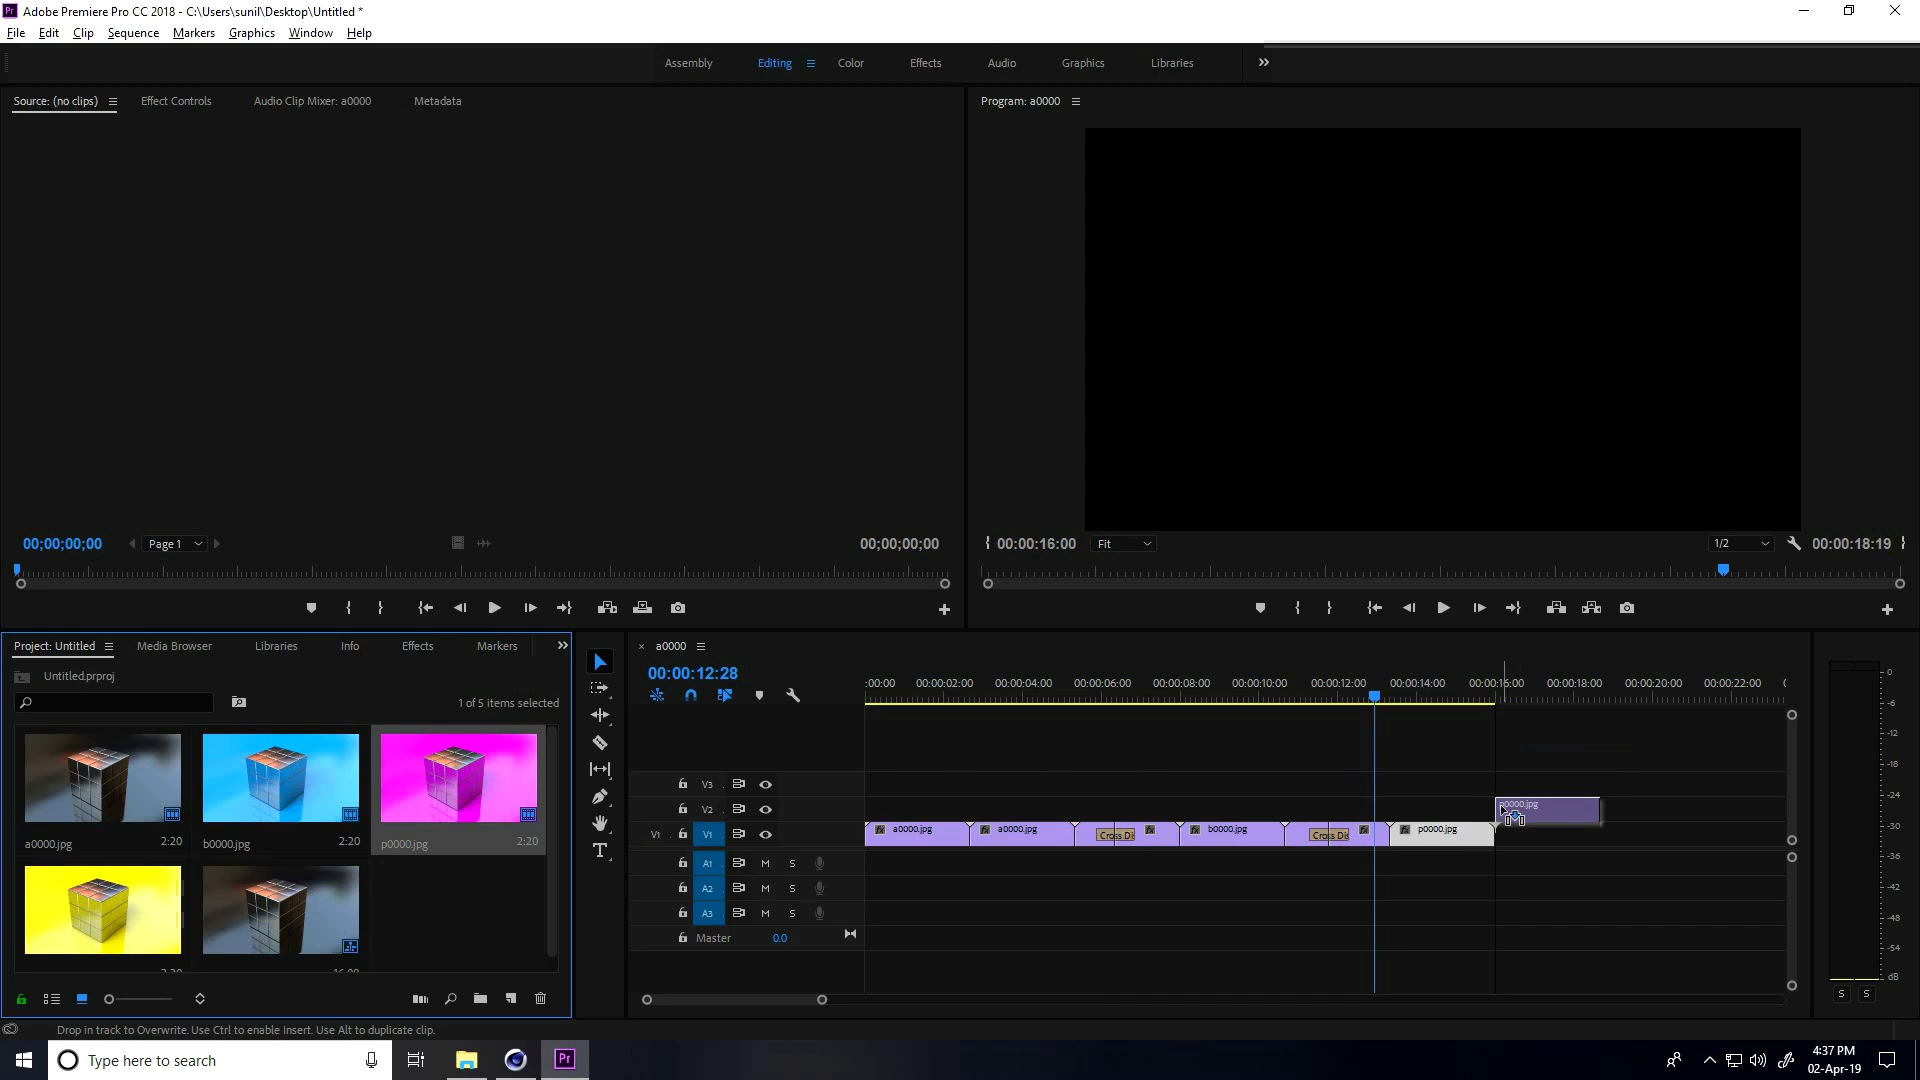 Adobe Premiere Pro CC 2018 - C:\Users\sunil\Desktop\Untitled *
File Edit Clip Sequence Markers Graphics Window Help
Assembly Editing Color Effects Audio Graphics Libraries
Source: (no clips) Effect Controls Audio Clip Mixer: a0000 Metadata
Program: a0000
00;00;00;00 Page 1 00;00;00;00
00:00:16:00 Fit 1/2 00:00:18:19
Project: Untitled Media Browser Libraries Info Effects Markers
Untitled.prproj
1 of 5 items selected
a0000.jpg 2:20 b0000.jpg 2:20 p0000.jpg 2:20
a0000
00:00:12:28
:00:00 00:00:02:00 00:00:04:00 00:00:06:00 00:00:08:00 00:00:10:00 00:00:12:00 00:00:14:00 00:00:16:00 00:00:18:00 00:00:20:00 00:00:22:00
V3
V2 p0000.jpg
V1 V1 a0000.jpg a0000.jpg Cross Dis b0000.jpg Cross Dis p0000.jpg
A1 M S
A2 M S
A3 M S
Master 0.0
0
-6
-12
-18
-24
-30
-36
-42
-48
-54
dB
S S
Drop in track to Overwrite. Use Ctrl to enable Insert. Use Alt to duplicate clip.
Type here to search
4:37 PM
02-Apr-19